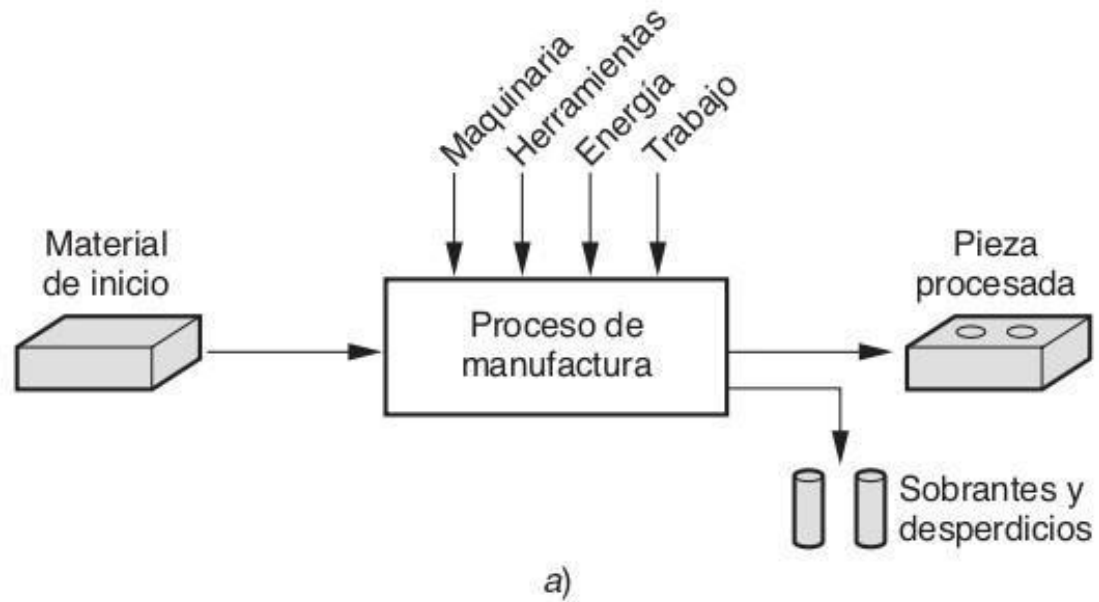 Maquinaria
Herramientas
Energía
Trabajo
Material
de inicio
Proceso de
manufactura
Pieza
procesada
Sobrantes y
desperdicios
a)